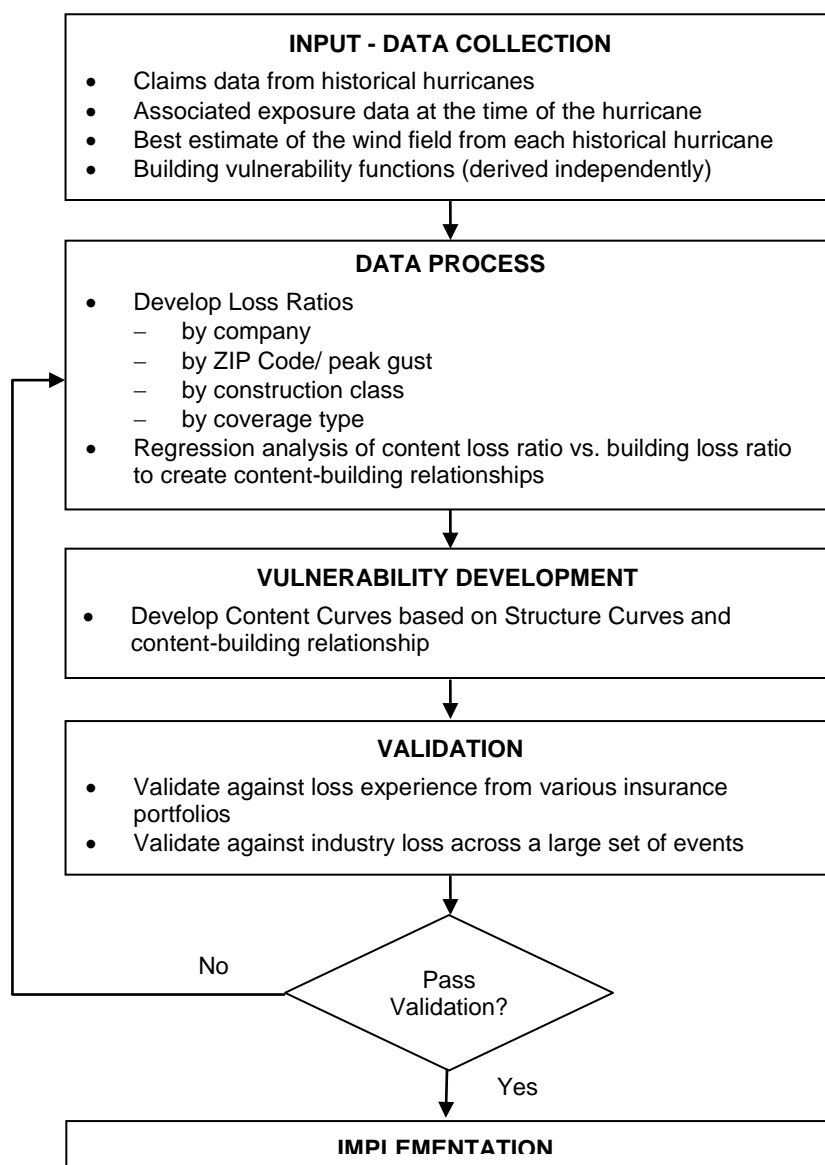 INPUT - DATA COLLECTION
• Claims data from historical hurricanes
• Associated exposure data at the time of the hurricane
• Best estimate of the wind field from each historical hurricane
• Building vulnerability functions (derived independently)
DATA PROCESS
• Develop Loss Ratios
– by company
– by ZIP Code/ peak gust
– by construction class
– by coverage type
• Regression analysis of content loss ratio vs. building loss ratio
to create content-building relationships
VULNERABILITY DEVELOPMENT
• Develop Content Curves based on Structure Curves and
content-building relationship
VALIDATION
• Validate against loss experience from various insurance
portfolios
• Validate against industry loss across a large set of events
No
Pass
Validation?
Yes
IMPLEMENTATION